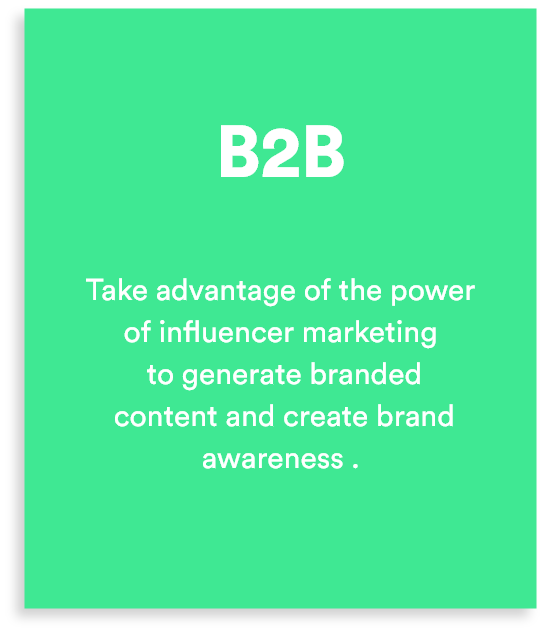 B2B
Take advantage of the power
of influencer marketing
to generate branded
content and create brand
awareness .